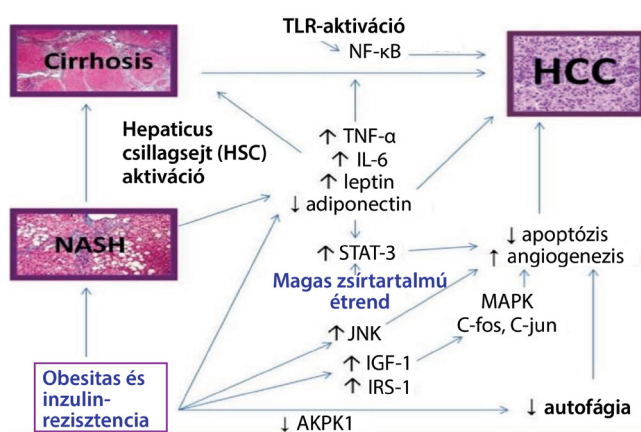 TLR-aktiváció
NF-κB
Cirrhosis
HCC
Hepaticus
csillagsejt (HSC)
aktiváció
↑ TNF-α
↑ IL-6
↑ leptin
↓ adiponectin
NASH
↑ STAT-3
↓ apoptózis
↑ angiogenezis
Magas zsírtartalmú
étrend
MAPK
C-fos, C-jun
↑ JNK
↑ IGF-1
↑ IRS-1
Obesitas és
inzulin-
rezisztencia
↓ AKPK1
↓ autofágia